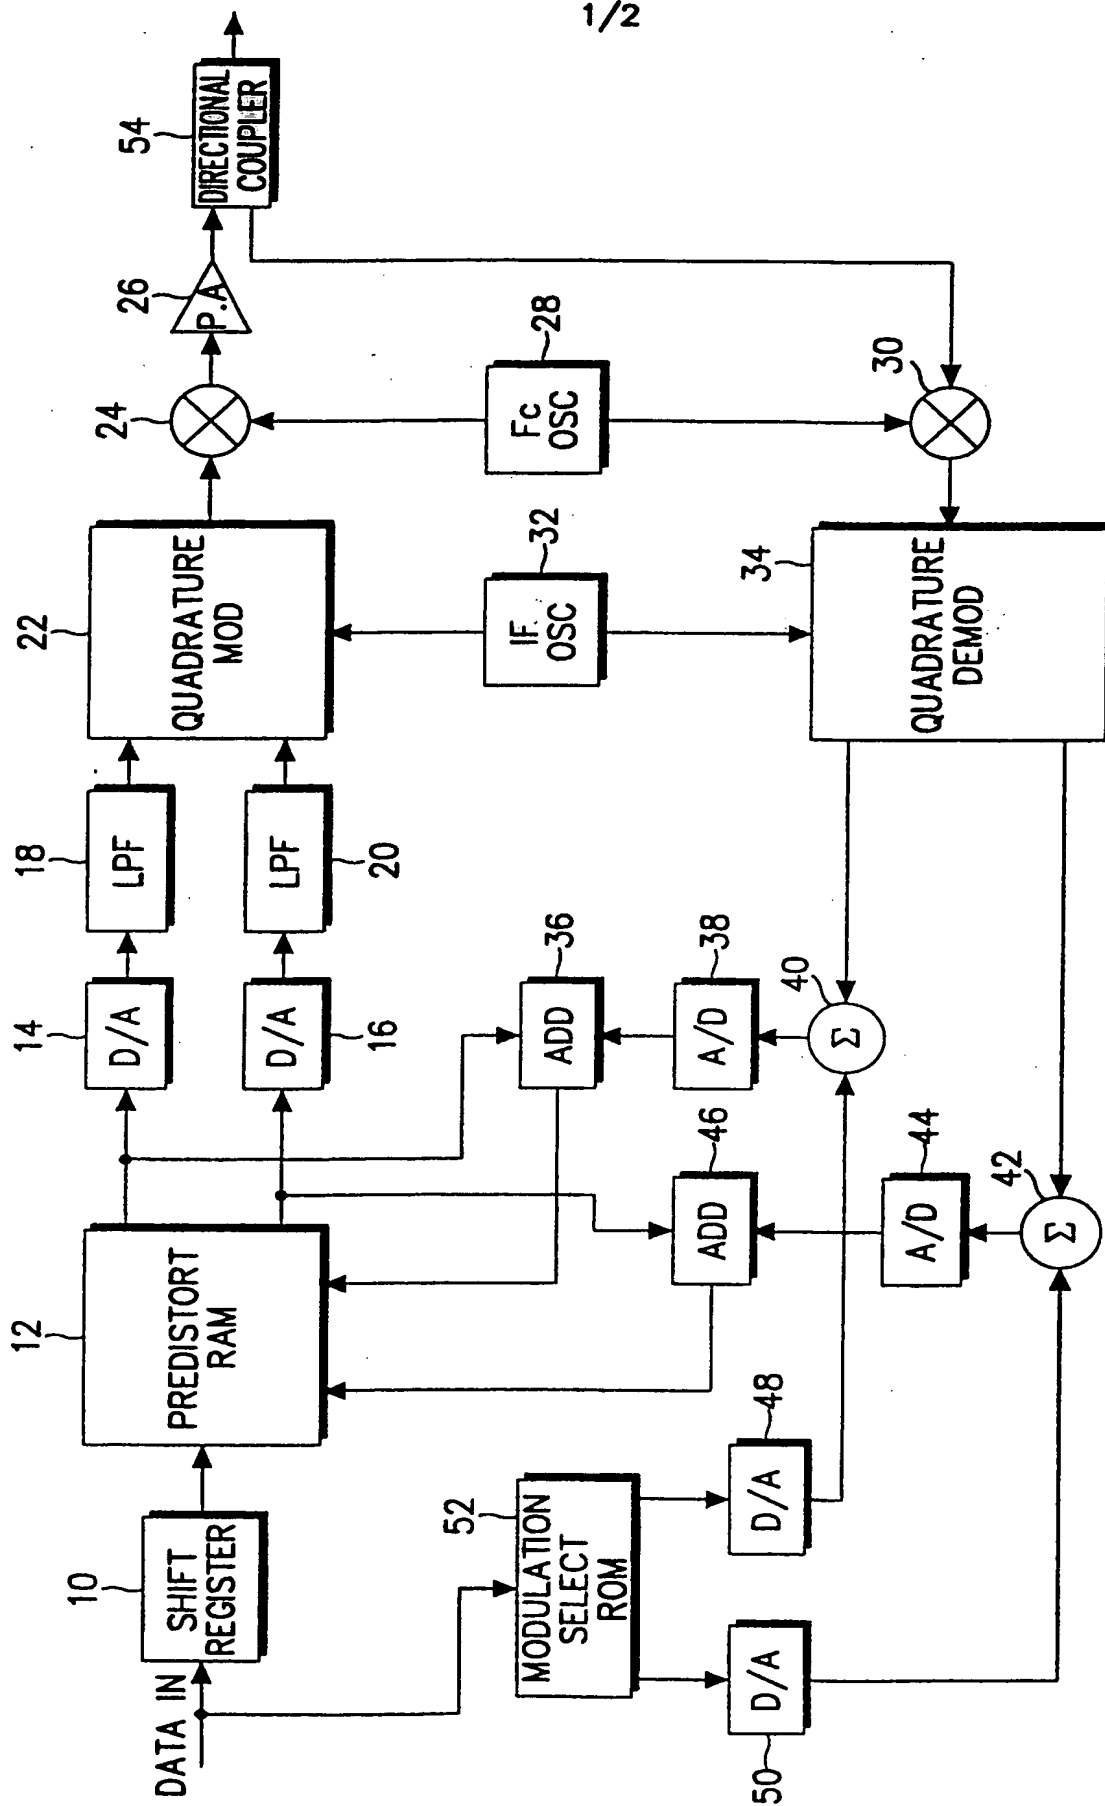 1/2
DATA IN
10
SHIFT
REGISTER
12
PREDISTORT
RAM
14
D/A
D/A
16
18
LPF
LPF
20
22
QUADRATURE
MOD
24
26
P.A
54
DIRECTIONAL
COUPLER
28
Fc
OSC
32
IF
OSC
30
34
QUADRATURE
DEMOD
36
ADD
38
A/D
40
Σ
46
ADD
44
A/D
42
Σ
52
MODULATION
SELECT
ROM
48
D/A
D/A
50